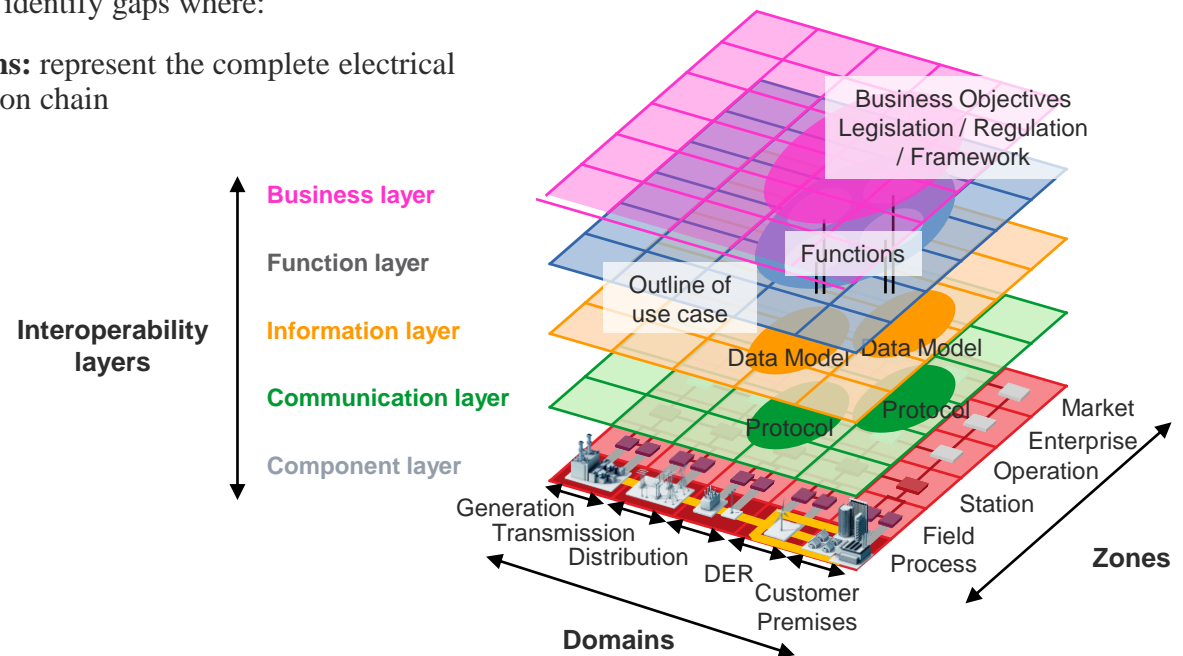 identify gaps where:
ns: represent the complete electrical
on chain
Business Objectives
Legislation / Regulation
/ Framework
Business layer
Function layer
Functions
Outline of
use case
Interoperability
layers
Information layer
Data Model
Data Model
Communication layer
Protocol
Protocol
Component layer
Market
Enterprise
Operation
Station
Field
Process
Zones
Generation
Transmission
Distribution
DER
Customer
Premises
Domains